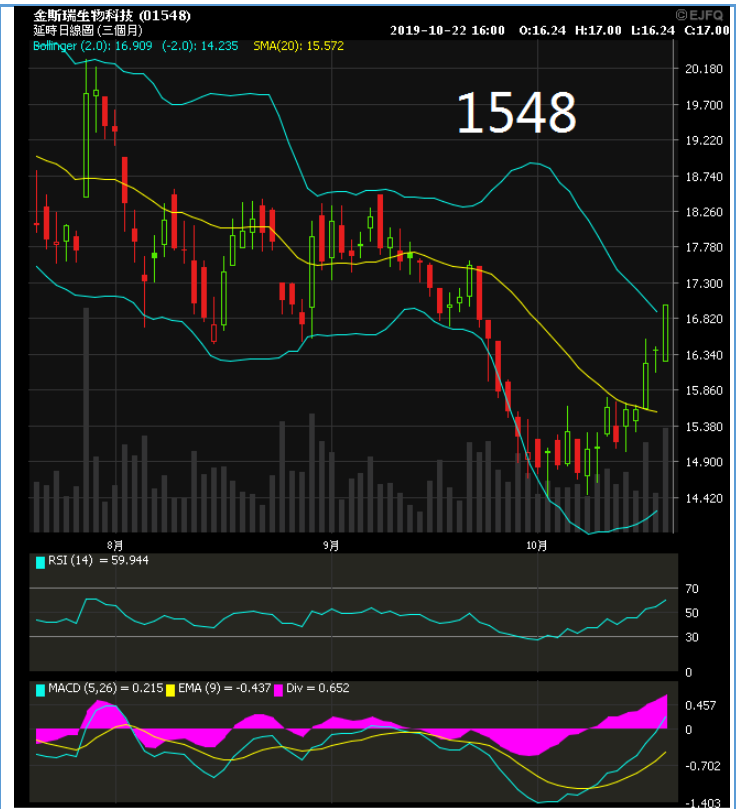 金斯瑞生物科技 (01548)
©EJFQ
延時日線圖 (三個月)
2019-10-22 16:00 O:16.24 H:17.00 L:16.24 C:17.00
Bollinger (2.0): 16.909 (-2.0): 14.235 SMA(20): 15.572
1548
20.180
19.700
19.220
18.740
18.260
17.780
17.300
16.820
16.340
15.860
15.380
14.900
14.420
8月 9月 10月
RSI (14) = 59.944
70
50
30
0
MACD (5,26) = 0.215 EMA (9) = -0.437 Div = 0.652
0.457
0
-0.702
-1.403